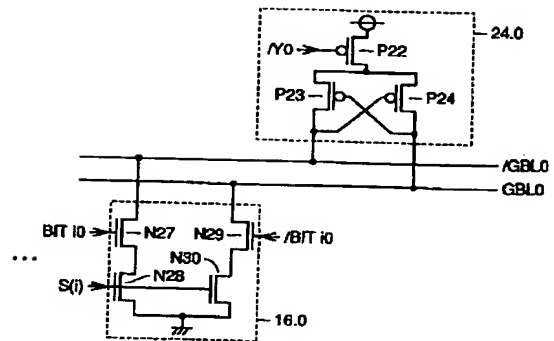 24.0
/Y0
P22
P23
P24
/GBL0
GBL0
BIT i0
N27
N29
/BIT i0
N30
...
S(i)
N28
16.0